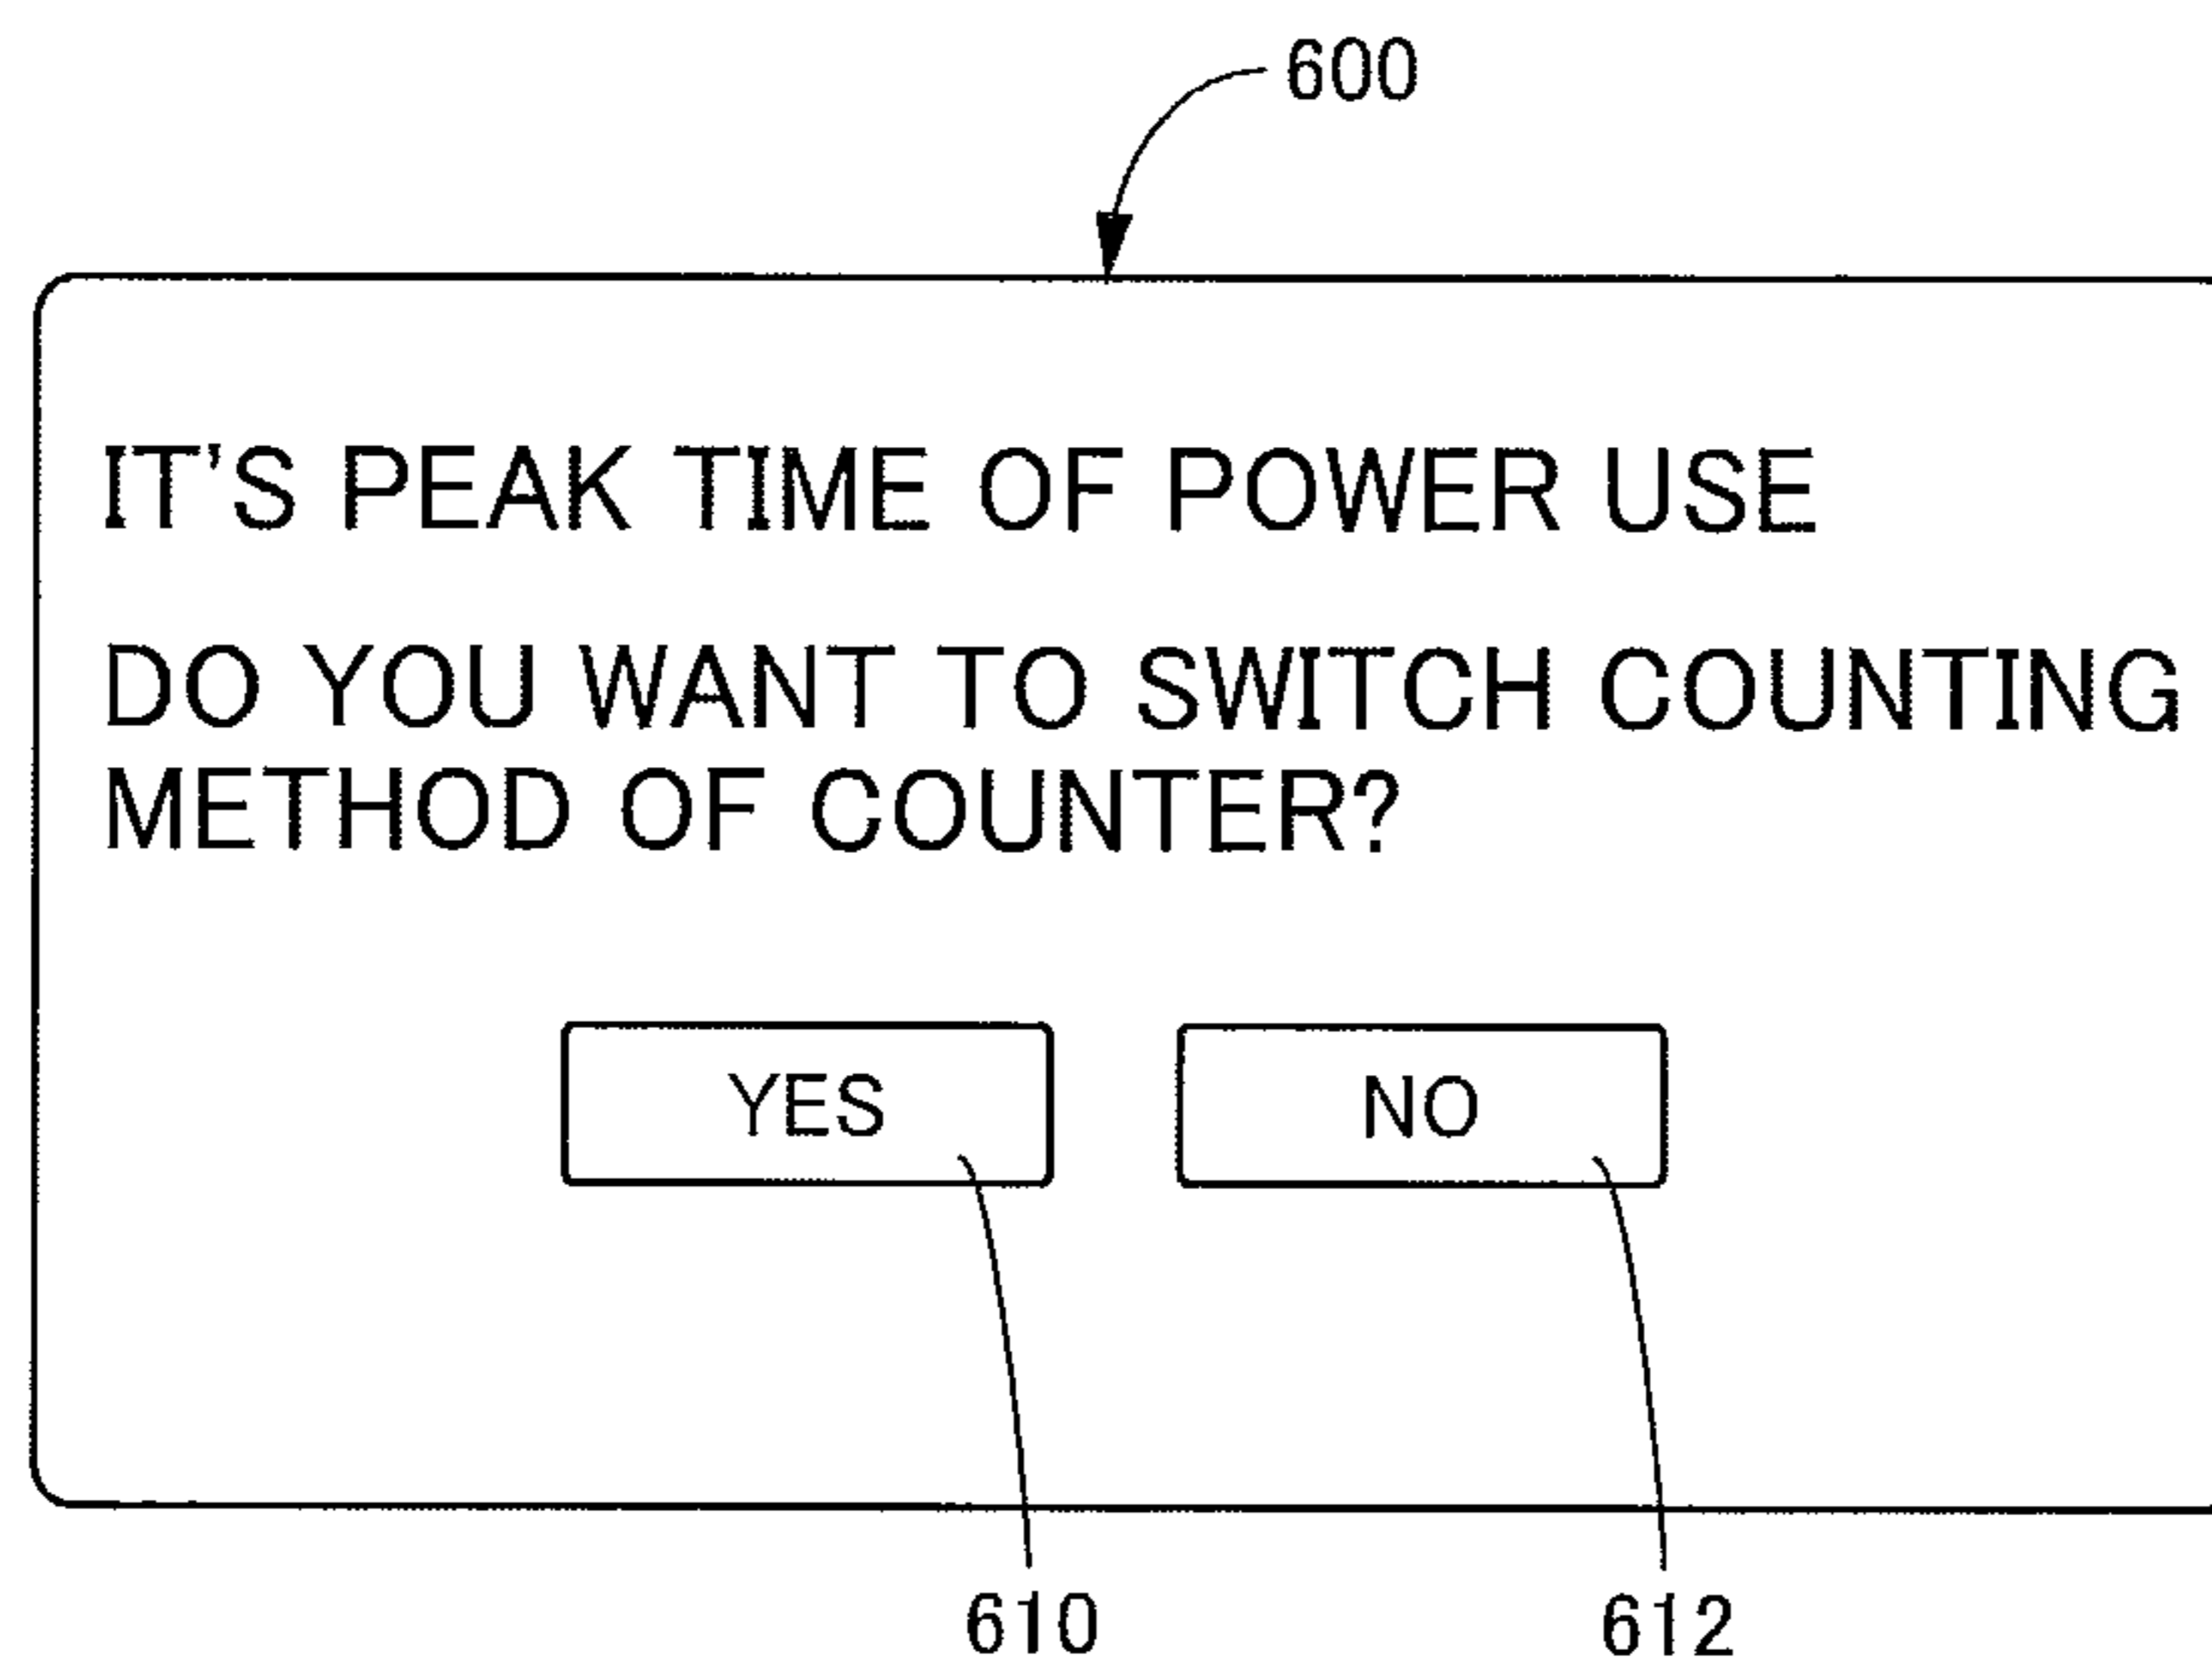 600
IT'S PEAK TIME OF POWER USE
DO YOU WANT TO SWITCH COUNTING
METHOD OF COUNTER?
YES NO
610 612